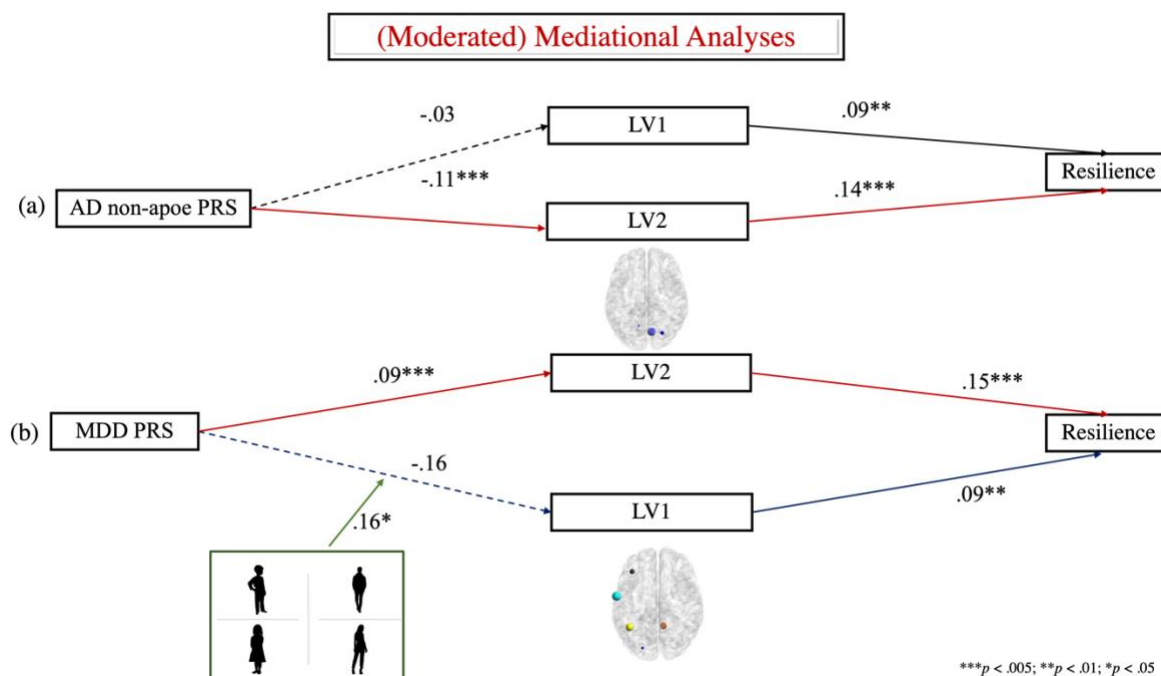 (Moderated) Mediational Analyses
-.03
LV1
.09**
-.11***
.14***
Resilience
(a)
AD non-apoe PRS
LV2
.09***
LV2
.15***
(b)
MDD PRS
Resilience
-.16
.09**
LV1
.16*
***p < .005; **p < .01; *p < .05